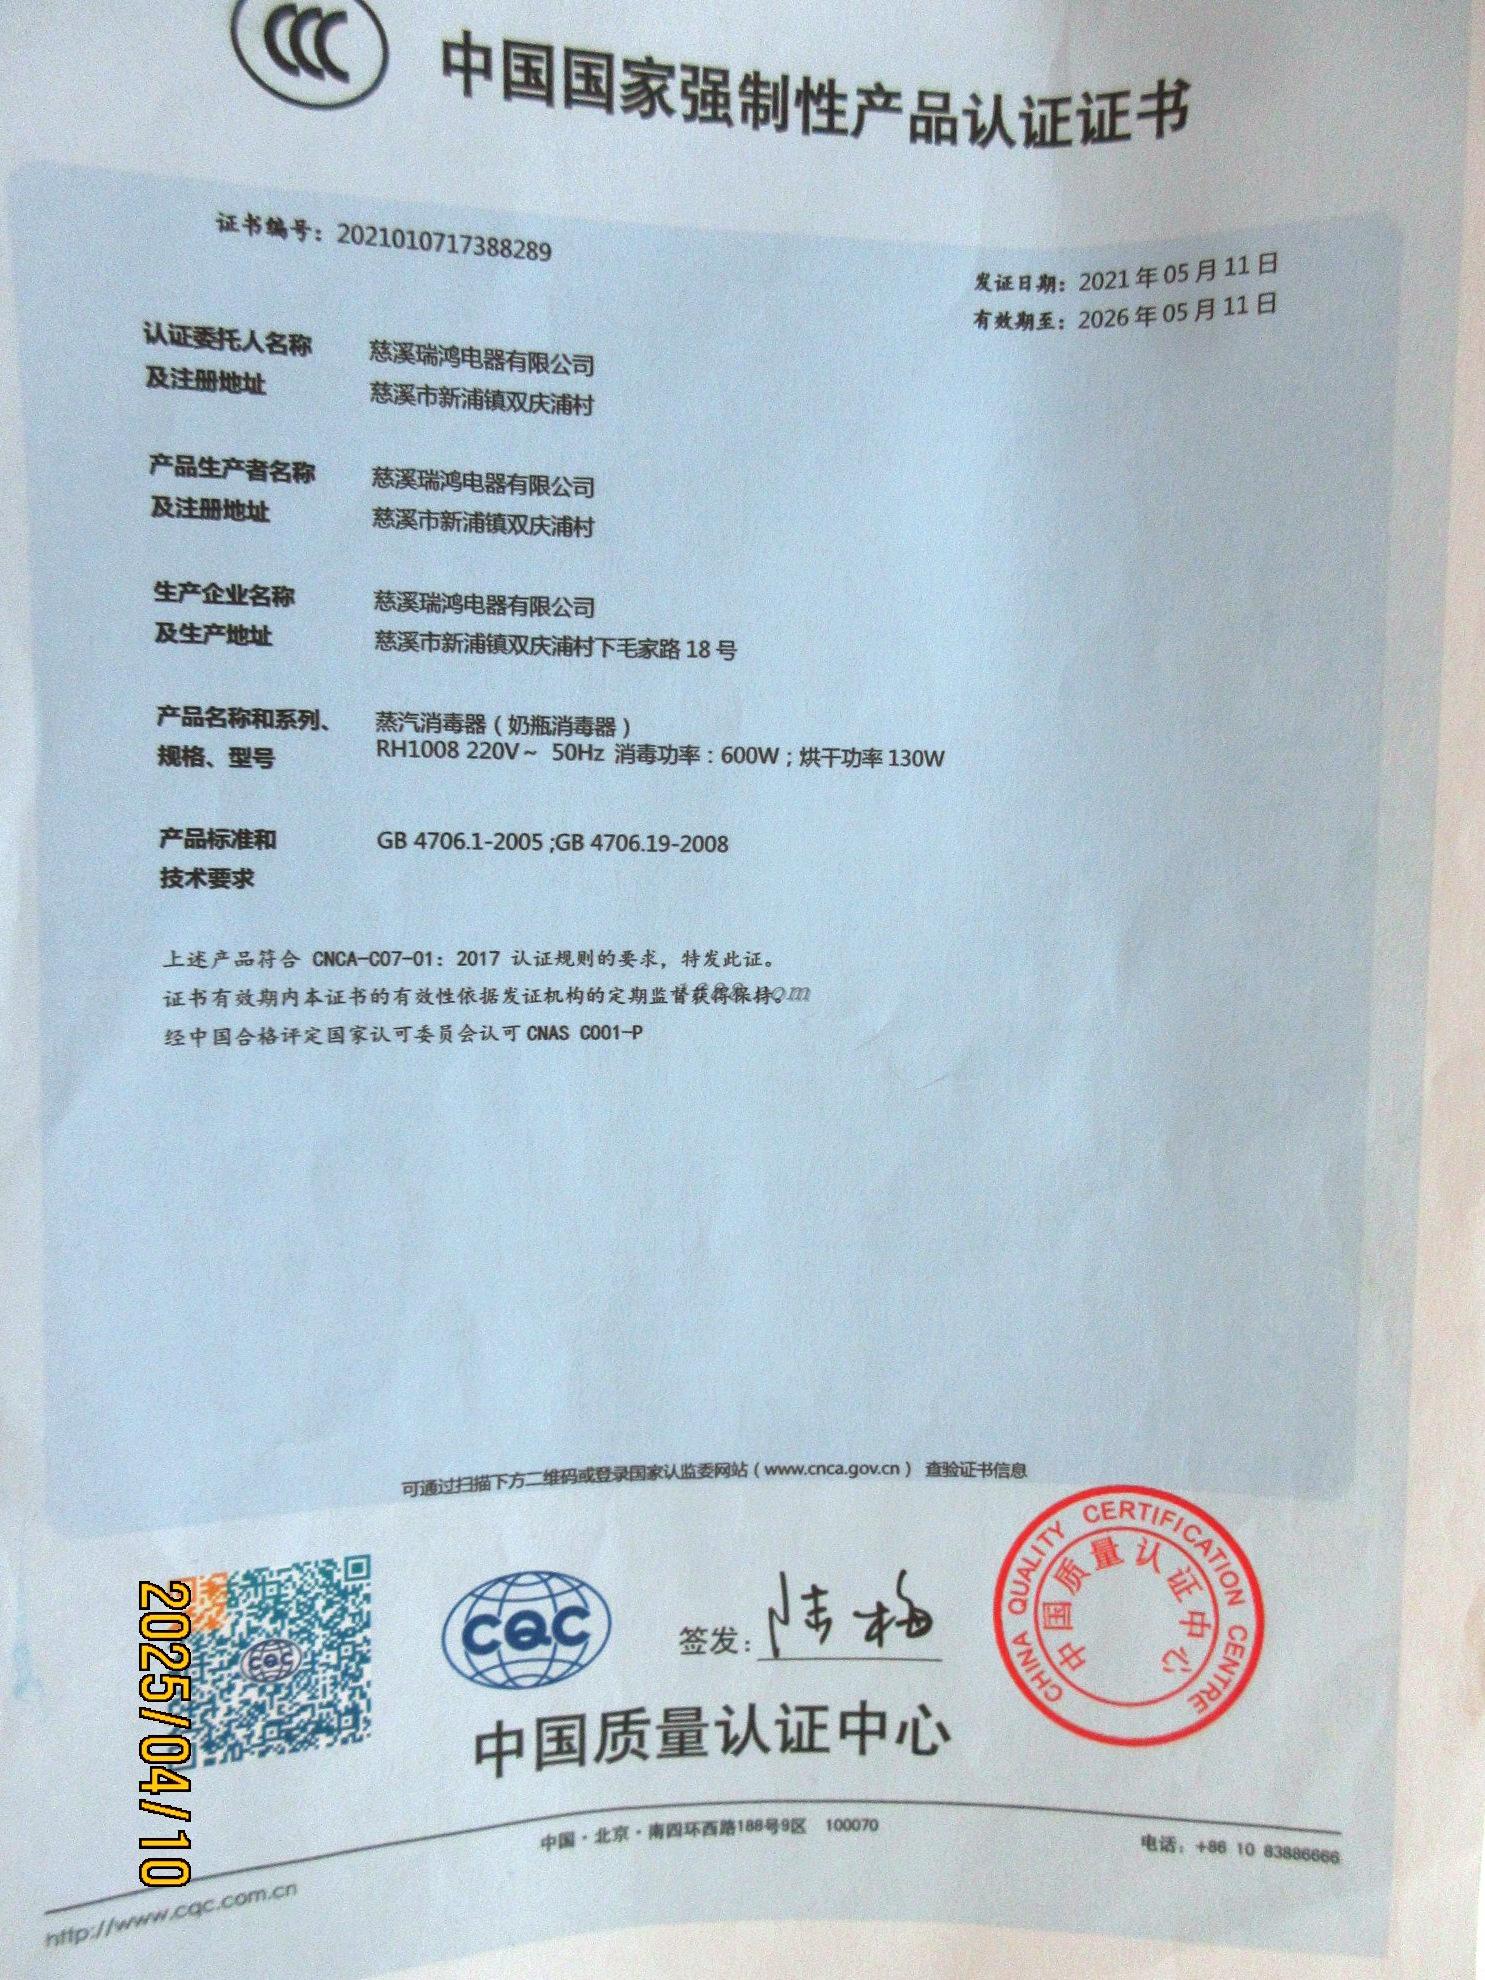 CCC
中国国家强制性产品认证证书
证书编号：2021010717388289
发证日期：2021年05月11日
有效期至：2026年05月11日
认证委托人名称
及注册地址
慈溪瑞鸿电器有限公司
慈溪市新浦镇双庆浦村
产品生产者名称
及注册地址
慈溪瑞鸿电器有限公司
慈溪市新浦镇双庆浦村
生产企业名称
及生产地址
慈溪瑞鸿电器有限公司
慈溪市新浦镇双庆浦村下毛家路 18 号
产品名称和系列、
规格、型号
蒸汽消毒器（奶瓶消毒器）
RH1008 220V～ 50Hz 消毒功率：600W；烘干功率 130W
产品标准和
技术要求
GB 4706.1-2005 ;GB 4706.19-2008
上述产品符合 CNCA-C07-01：2017 认证规则的要求，特发此证。
证书有效期内本证书的有效性依据发证机构的定期监督获得保持。
经中国合格评定国家认可委员会认可 CNAS C001-P
可通过扫描下方二维码或登录国家认监委网站（www.cnca.gov.cn） 查验证书信息
CQC
CQC
签发：陆梅
CHINA QUALITY CERTIFICATION CENTRE
中国质量认证中心
中国质量认证中心
中国·北京·南四环西路188号9区 100070
电话：+86 10 83886666
http://www.cqc.com.cn
2025/04/10